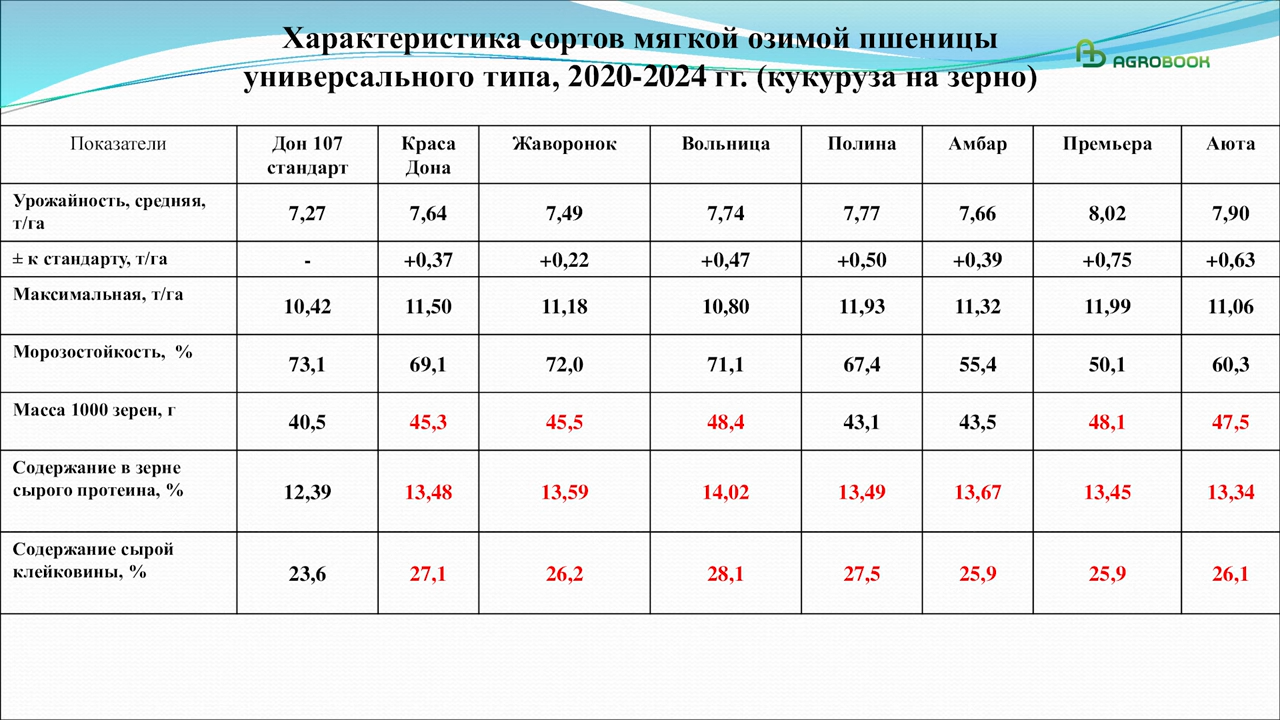 Характеристика сортов мягкой озимой пшеницы
универсального типа, 2020-2024 гг. (кукуруза на зерно)
AGROBOOK
Показатели Дон 107 стандарт Краса Дона Жаворонок Вольница Полина Амбар Премьера Аюта
Урожайность, средняя, т/га 7,27 7,64 7,49 7,74 7,77 7,66 8,02 7,90
± к стандарту, т/га - +0,37 +0,22 +0,47 +0,50 +0,39 +0,75 +0,63
Максимальная, т/га 10,42 11,50 11,18 10,80 11,93 11,32 11,99 11,06
Морозостойкость, % 73,1 69,1 72,0 71,1 67,4 55,4 50,1 60,3
Масса 1000 зерен, г 40,5 45,3 45,5 48,4 43,1 43,5 48,1 47,5
Содержание в зерне сырого протеина, % 12,39 13,48 13,59 14,02 13,49 13,67 13,45 13,34
Содержание сырой клейковины, % 23,6 27,1 26,2 28,1 27,5 25,9 25,9 26,1